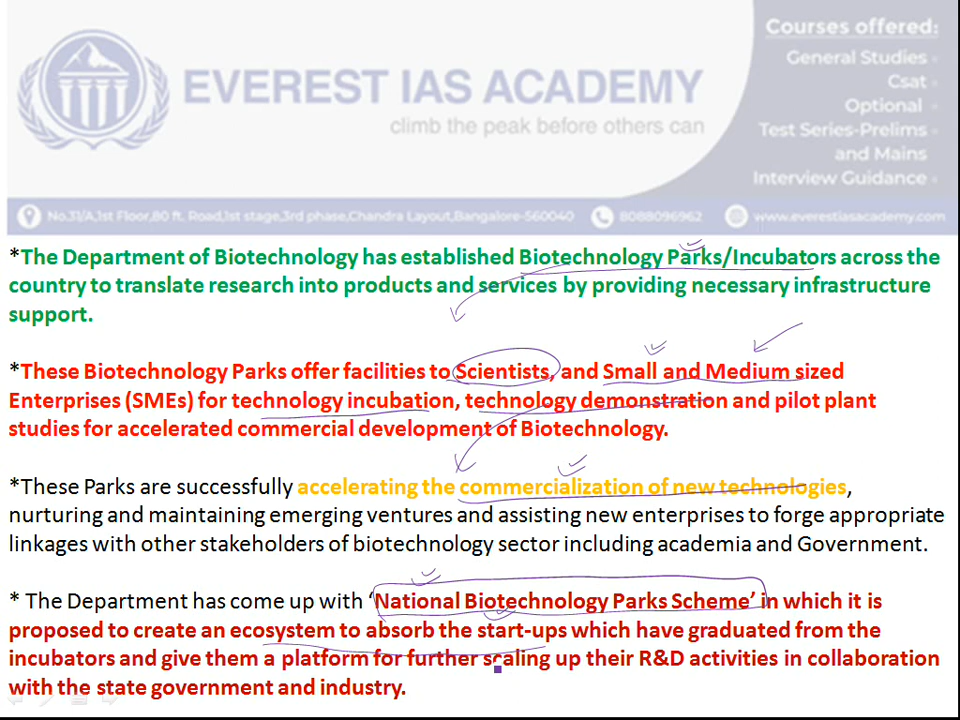 Courses offered:
General Studies
Csat
Optional
Test Series-Prelims
and Mains
Interview Guidance
EVEREST IAS ACADEMY
climb the peak before others can
No.31/A,1st Floor,80 ft. Road,1st stage,3rd phase,Chandra Layout,Bangalore-560040 8088096962 www.everestiasacademy.com
*The Department of Biotechnology has established Biotechnology Parks/Incubators across the
country to translate research into products and services by providing necessary infrastructure
support.
*These Biotechnology Parks offer facilities to Scientists, and Small and Medium sized
Enterprises (SMEs) for technology incubation, technology demonstration and pilot plant
studies for accelerated commercial development of Biotechnology.
*These Parks are successfully accelerating the commercialization of new technologies,
nurturing and maintaining emerging ventures and assisting new enterprises to forge appropriate
linkages with other stakeholders of biotechnology sector including academia and Government.
* The Department has come up with ‘National Biotechnology Parks Scheme’ in which it is
proposed to create an ecosystem to absorb the start-ups which have graduated from the
incubators and give them a platform for further scaling up their R&D activities in collaboration
with the state government and industry.